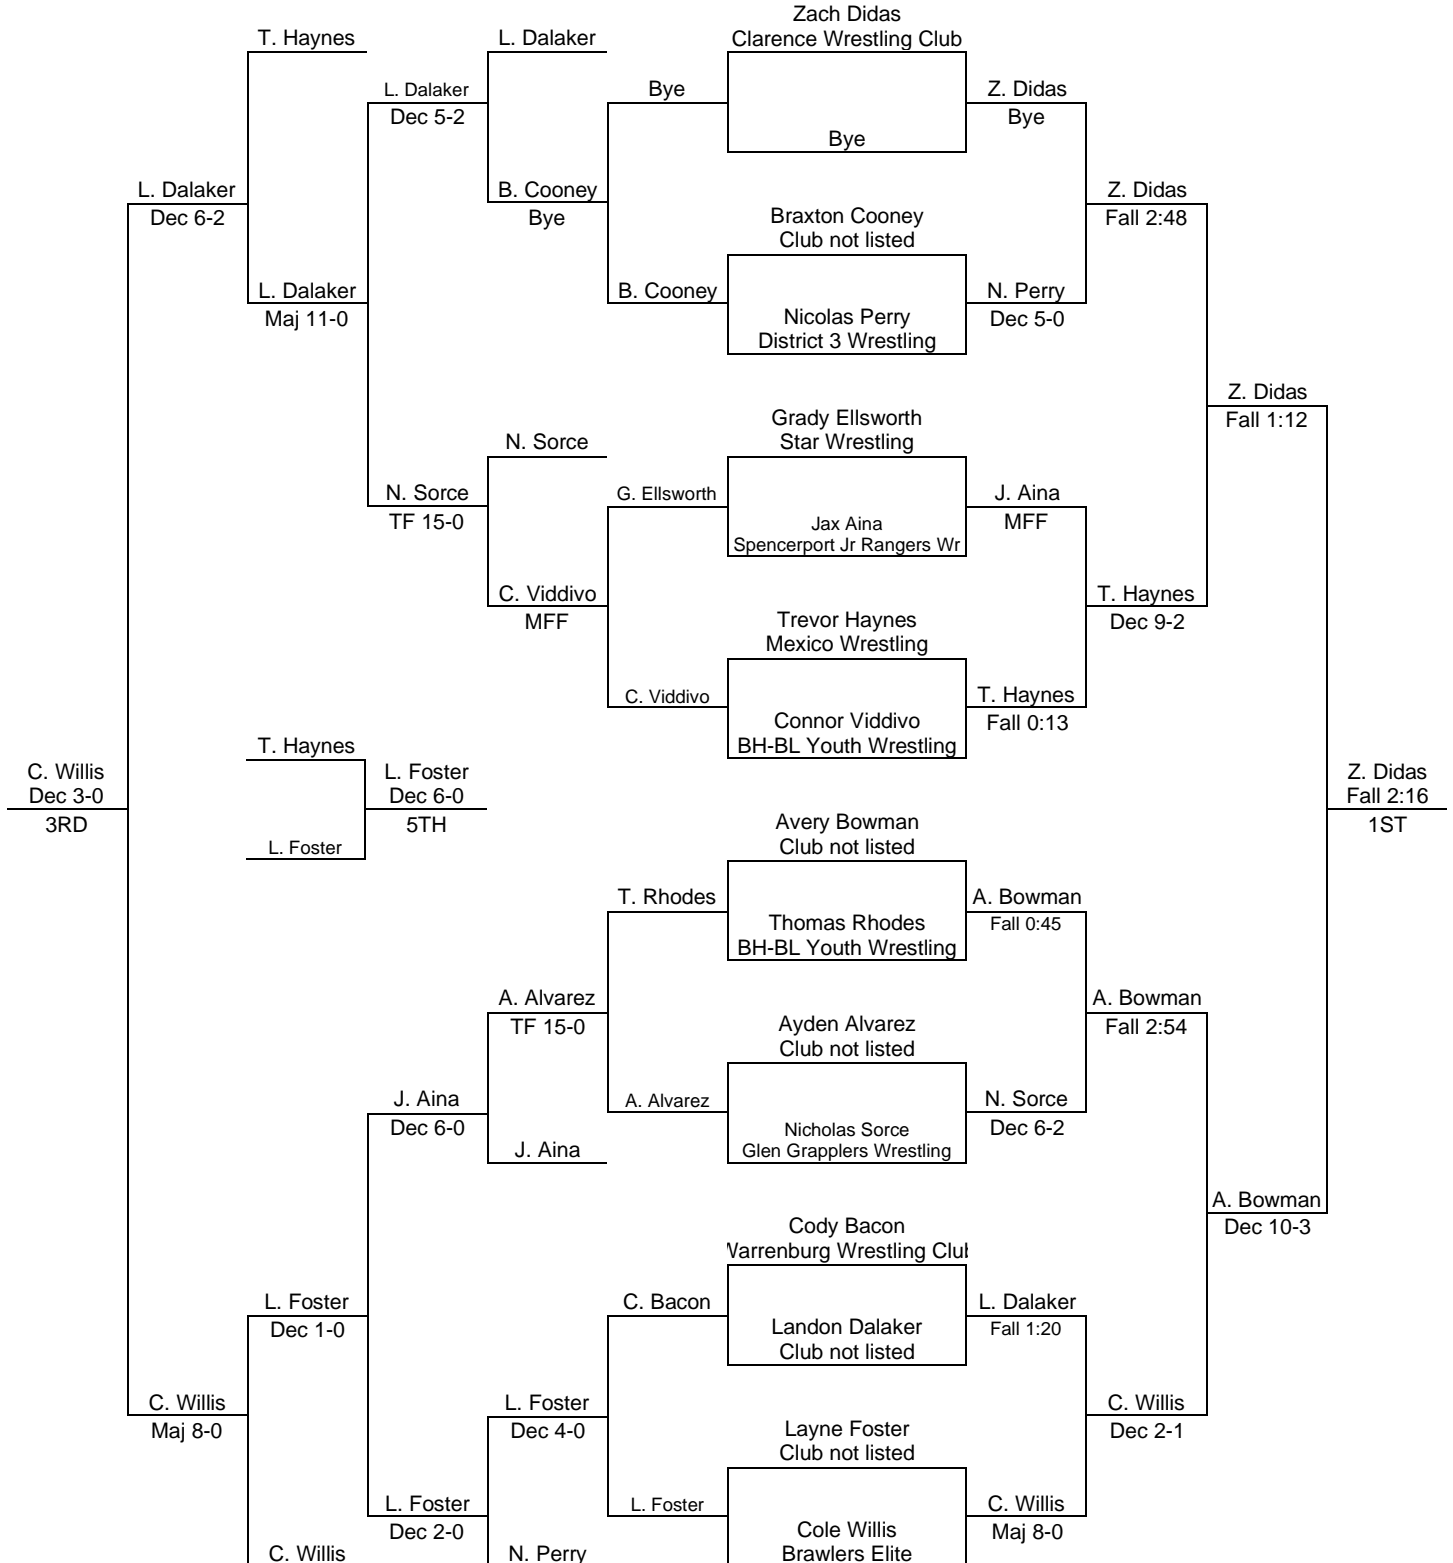 Zach Didas
T. Haynes
L. Dalaker
Clarence Wrestling Club
L. Dalaker
Bye
Z. Didas
Dec 5-2
Bye
Bye
L. Dalaker
B. Cooney
Z. Didas
Dec 6-2
Bye
Braxton Cooney
Fall 2:48
Club not listed
L. Dalaker
B. Cooney
N. Perry
Maj 11-0
Nicolas Perry
Dec 5-0
District 3 Wrestling
Z. Didas
Grady Ellsworth
Fall 1:12
N. Sorce
Star Wrestling
N. Sorce
G. Ellsworth
J. Aina
TF 15-0
Jax Aina
MFF
Spencerport Jr Rangers Wr
C. Viddivo
T. Haynes
MFF
Trevor Haynes
Dec 9-2
Mexico Wrestling
C. Viddivo
T. Haynes
Connor Viddivo
Fall 0:13
T. Haynes
BH-BL Youth Wrestling
C. Willis
L. Foster
Z. Didas
Dec 3-0
Dec 6-0
Fall 2:16
3RD
5TH
Avery Bowman
1ST
L. Foster
Club not listed
T. Rhodes
A. Bowman
Thomas Rhodes
Fall 0:45
BH-BL Youth Wrestling
A. Alvarez
A. Bowman
TF 15-0
Ayden Alvarez
Fall 2:54
Club not listed
J. Aina
A. Alvarez
N. Sorce
Dec 6-0
Nicholas Sorce
Dec 6-2
J. Aina
Glen Grapplers Wrestling
A. Bowman
Cody Bacon
Dec 10-3
Warrenburg Wrestling Club
L. Foster
C. Bacon
L. Dalaker
Dec 1-0
Landon Dalaker
Fall 1:20
Club not listed
C. Willis
L. Foster
C. Willis
Maj 8-0
Dec 4-0
Layne Foster
Dec 2-1
Club not listed
L. Foster
L. Foster
C. Willis
Dec 2-0
Cole Willis
Maj 8-0
C. Willis
N. Perry
Brawlers Elite